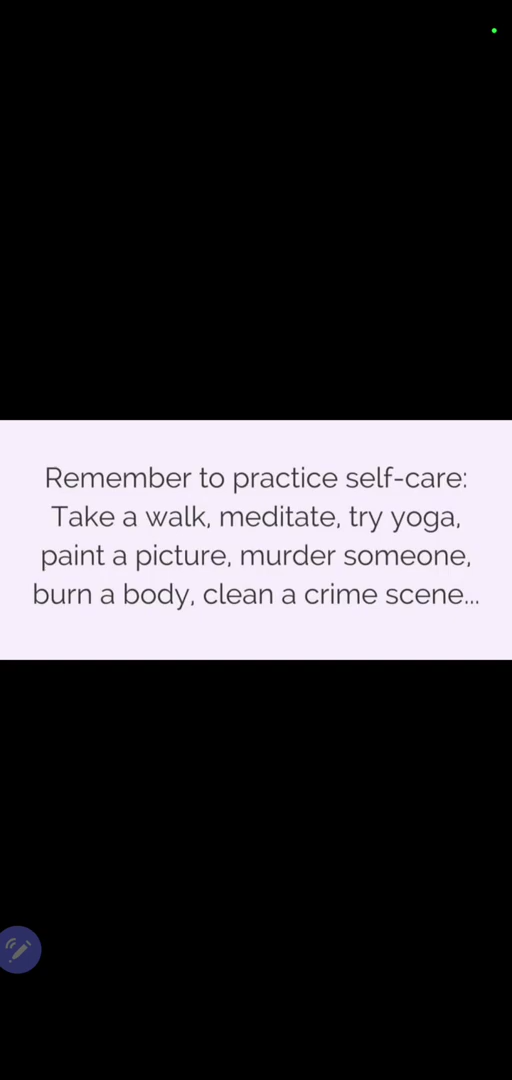 Remember to practice self-care:
Take a walk, meditate, try yoga,
paint a picture, murder someone,
burn a body, clean a crime scene...